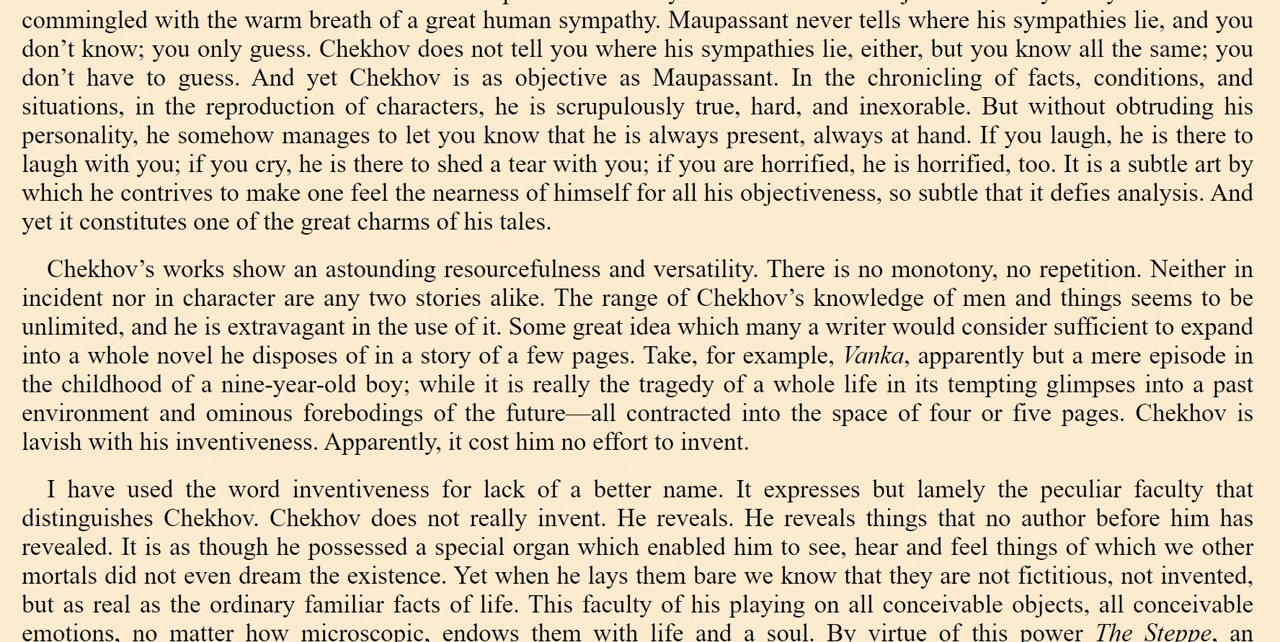 commingled with the warm breath of a great human sympathy. Maupassant never tells where his sympathies lie, and you
don’t know; you only guess. Chekhov does not tell you where his sympathies lie, either, but you know all the same; you
don’t have to guess. And yet Chekhov is as objective as Maupassant. In the chronicling of facts, conditions, and
situations, in the reproduction of characters, he is scrupulously true, hard, and inexorable. But without obtruding his
personality, he somehow manages to let you know that he is always present, always at hand. If you laugh, he is there to
laugh with you; if you cry, he is there to shed a tear with you; if you are horrified, he is horrified, too. It is a subtle art by
which he contrives to make one feel the nearness of himself for all his objectiveness, so subtle that it defies analysis. And
yet it constitutes one of the great charms of his tales.
Chekhov’s works show an astounding resourcefulness and versatility. There is no monotony, no repetition. Neither in
incident nor in character are any two stories alike. The range of Chekhov’s knowledge of men and things seems to be
unlimited, and he is extravagant in the use of it. Some great idea which many a writer would consider sufficient to expand
into a whole novel he disposes of in a story of a few pages. Take, for example, Vanka, apparently but a mere episode in
the childhood of a nine-year-old boy; while it is really the tragedy of a whole life in its tempting glimpses into a past
environment and ominous forebodings of the future—all contracted into the space of four or five pages. Chekhov is
lavish with his inventiveness. Apparently, it cost him no effort to invent.
I have used the word inventiveness for lack of a better name. It expresses but lamely the peculiar faculty that
distinguishes Chekhov. Chekhov does not really invent. He reveals. He reveals things that no author before him has
revealed. It is as though he possessed a special organ which enabled him to see, hear and feel things of which we other
mortals did not even dream the existence. Yet when he lays them bare we know that they are not fictitious, not invented,
but as real as the ordinary familiar facts of life. This faculty of his playing on all conceivable objects, all conceivable
emotions, no matter how microscopic, endows them with life and a soul. By virtue of this power The Steppe, an